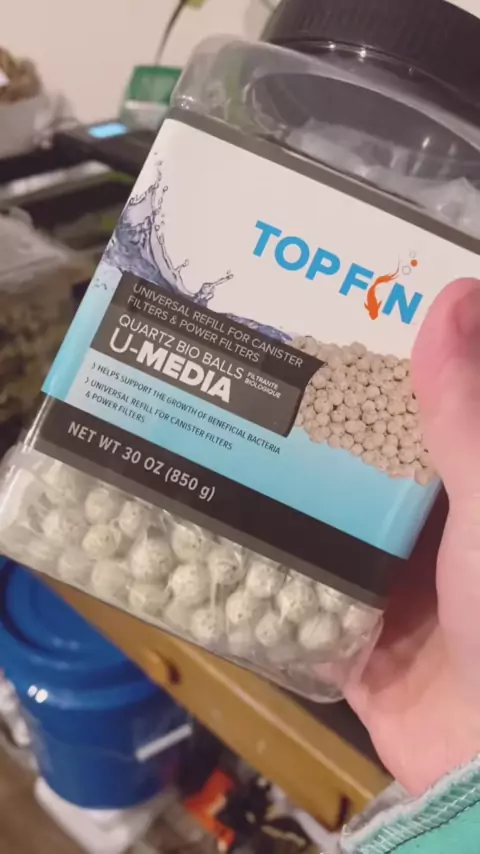 TOP FIN
UNIVERSAL REFILL FOR CANISTER
FILTERS & POWER FILTERS
QUARTZ BIO BALLS
U-MEDIA
FILTRANTE
BIOLOGIQUE
› HELPS SUPPORT THE GROWTH OF BENEFICIAL BACTERIA
› UNIVERSAL REFILL FOR CANISTER FILTERS
& POWER FILTERS
NET WT 30 OZ (850 g)